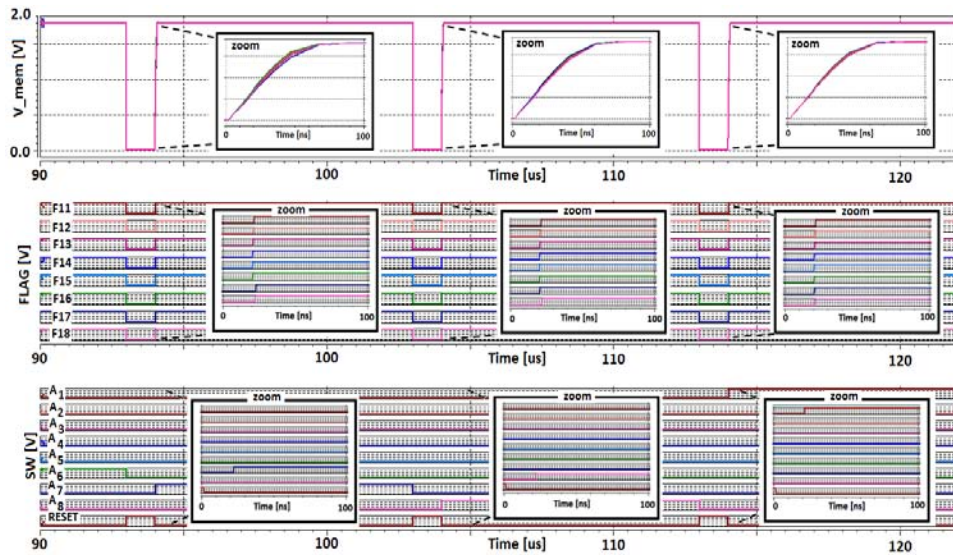 2.0
V_mem [V]
0.0
zoom
0
Time [ns]
100
zoom
0
Time [ns]
100
zoom
0
Time [ns]
100
90
100
Time [us]
110
120
FLAG [V]
F11
F12
F13
F14
F15
F16
F17
F18
zoom
0
Time [ns]
100
zoom
0
Time [ns]
100
zoom
0
Time [ns]
100
90
100
Time [us]
110
120
SW [V]
A1
A2
A3
A4
A5
A6
A7
A8
RESET
zoom
0
Time [ns]
100
zoom
0
Time [ns]
100
zoom
0
Time [ns]
100
90
100
Time [us]
110
120